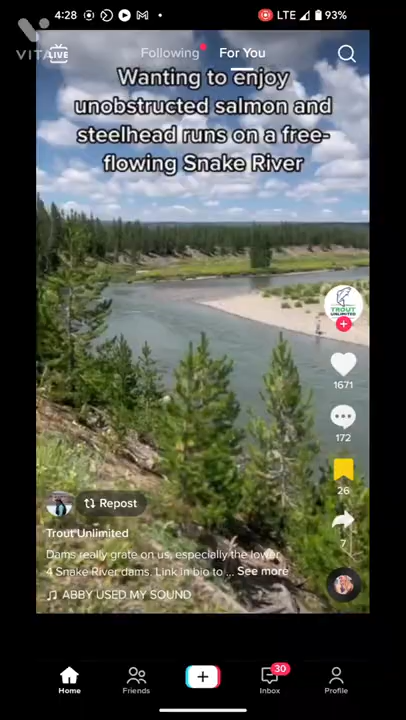 4:28
LTE 93%
VITA
LIVE
Following
For You
Wanting to enjoy
unobstructed salmon and
steelhead runs on a free-
flowing Snake River
TROUT
UNLIMITED
1671
172
26
7
Repost
Trout Unlimited
Dams really grate on us, especially the lower
4 Snake River dams. Link in bio to ... See more
ABBY USED MY SOUND
Home
Friends
30
Inbox
Profile